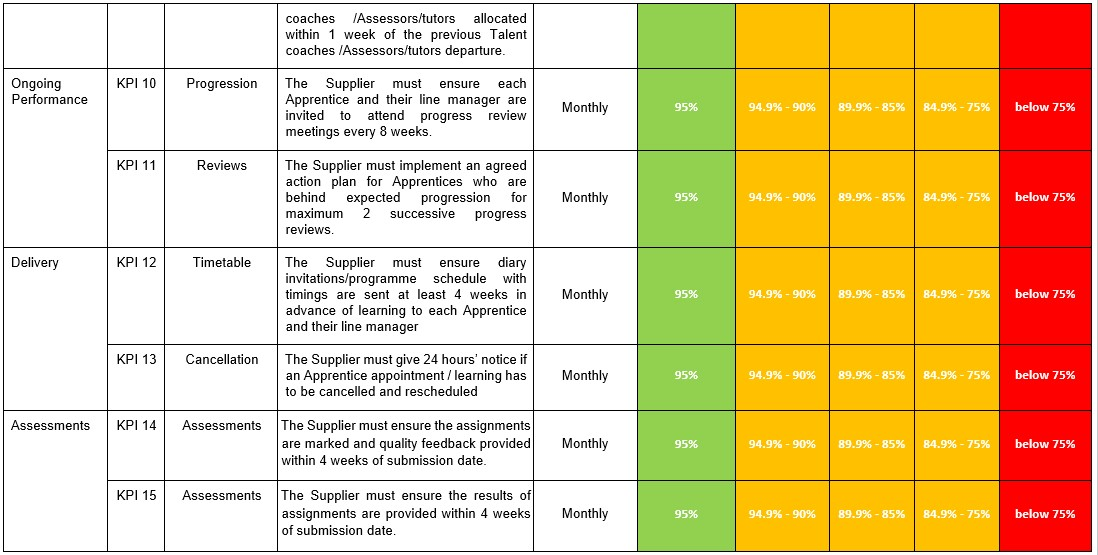 coaches /Assessors/tutors allocated
within 1 week of the previous Talent
coaches /Assessors/tutors departure.
Ongoing
Performance
KPI 10
Progression
The Supplier must ensure each
Apprentice and their line manager are
invited to attend progress review
meetings every 8 weeks.
Monthly
95%
94.9% - 90%
89.9% - 85%
84.9% - 75%
below 75%
KPI 11
Reviews
The Supplier must implement an agreed
action plan for Apprentices who are
behind expected progression for
maximum 2 successive progress
reviews.
Monthly
95%
94.9% - 90%
89.9% - 85%
84.9% - 75%
below 75%
Delivery
KPI 12
Timetable
The Supplier must ensure diary
invitations/programme schedule with
timings are sent at least 4 weeks in
advance of learning to each Apprentice
and their line manager
Monthly
95%
94.9% - 90%
89.9% - 85%
84.9% - 75%
below 75%
KPI 13
Cancellation
The Supplier must give 24 hours’ notice if
an Apprentice appointment / learning has
to be cancelled and rescheduled
Monthly
95%
94.9% - 90%
89.9% - 85%
84.9% - 75%
below 75%
Assessments
KPI 14
Assessments
The Supplier must ensure the assignments
are marked and quality feedback provided
within 4 weeks of submission date.
Monthly
95%
94.9% - 90%
89.9% - 85%
84.9% - 75%
below 75%
KPI 15
Assessments
The Supplier must ensure the results of
assignments are provided within 4 weeks
of submission date.
Monthly
95%
94.9% - 90%
89.9% - 85%
84.9% - 75%
below 75%